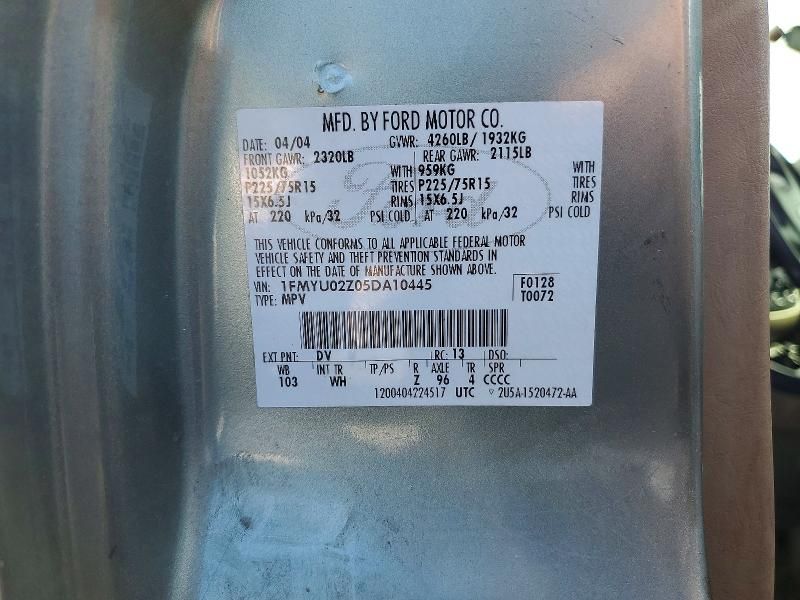 MFD. BY FORD MOTOR CO.
DATE: 04/04 GVWR: 4260LB/ 1932KG
FRONT GAWR: 2320LB REAR GAWR: 2115LB
1052KG WITH 959KG WITH
P225/75R15 TIRES P225/75R15 TIRES
15X6.5J RIMS 15X6.5J RIMS
AT 220 kPa/32 PSI COLD AT 220 kPa/32 PSI COLD
Ford
THIS VEHICLE CONFORMS TO ALL APPLICABLE FEDERAL MOTOR
VEHICLE SAFETY AND THEFT PREVENTION STANDARDS IN
EFFECT ON THE DATE OF MANUFACTURE SHOWN ABOVE.
VIN: 1FMYU02Z05DA10445 F0128
TYPE: MPV T0072
EXT PNT: DV RC: 13 DSO:
WB INT TR TP/PS R AXLE TR SPR
103 WH Z 96 4 CCCC
1200404224517 UTC ▽ 2U5A-1520472-AA